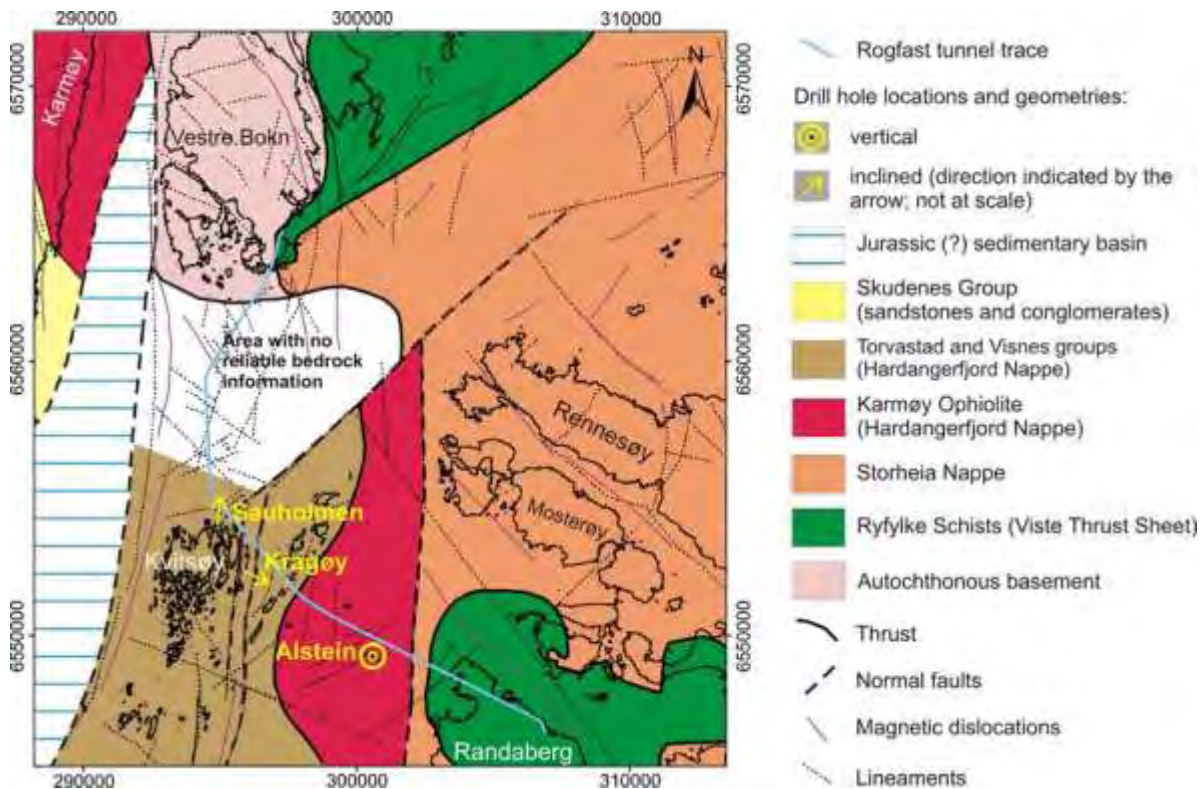 290000
300000
310000
6570000
6570000
6560000
6560000
6550000
6550000
290000
300000
310000
Karmøy
Vestre Bokn
N
Area with no
reliable bedrock
information
Rennesøy
Mosterøy
Sauholmen
Kvitsøy
Kragøy
Alstein
Randaberg
Rogfast tunnel trace
Drill hole locations and geometries:
vertical
inclined (direction indicated by the
arrow; not at scale)
Jurassic (?) sedimentary basin
Skudenes Group
(sandstones and conglomerates)
Torvastad and Visnes groups
(Hardangerfjord Nappe)
Karmøy Ophiolite
(Hardangerfjord Nappe)
Storheia Nappe
Ryfylke Schists (Viste Thrust Sheet)
Autochthonous basement
Thrust
Normal faults
Magnetic dislocations
Lineaments